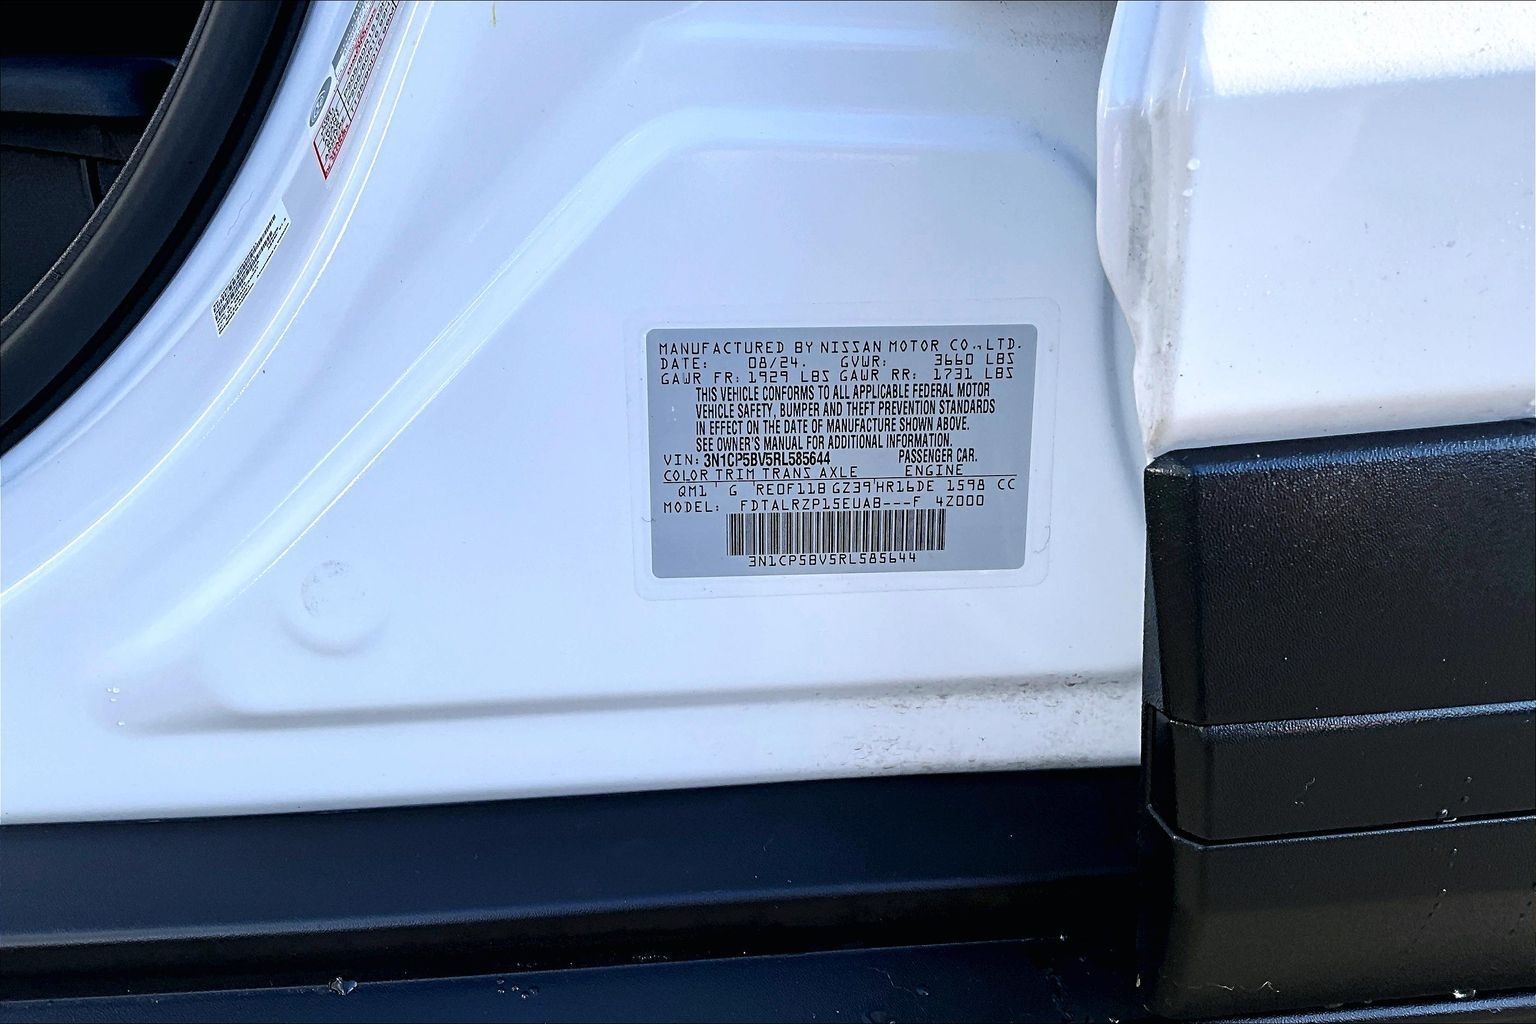 MANUFACTURED BY NISSAN MOTOR CO.,LTD.
DATE: 08/24. GVWR: 3660 LBS
GAWR FR: 1929 LBS GAWR RR: 1731 LBS
THIS VEHICLE CONFORMS TO ALL APPLICABLE FEDERAL MOTOR
VEHICLE SAFETY, BUMPER AND THEFT PREVENTION STANDARDS
IN EFFECT ON THE DATE OF MANUFACTURE SHOWN ABOVE.
SEE OWNER'S MANUAL FOR ADDITIONAL INFORMATION.
VIN: 3N1CP5BV5RL585644 PASSENGER CAR.
COLOR TRIM TRANS AXLE ENGINE
QM1 G RE0F11B GZ39 HR16DE 1598 CC
MODEL: FDTALRZP15EUAB---F 4Z000
3N1CP5BV5RL585644